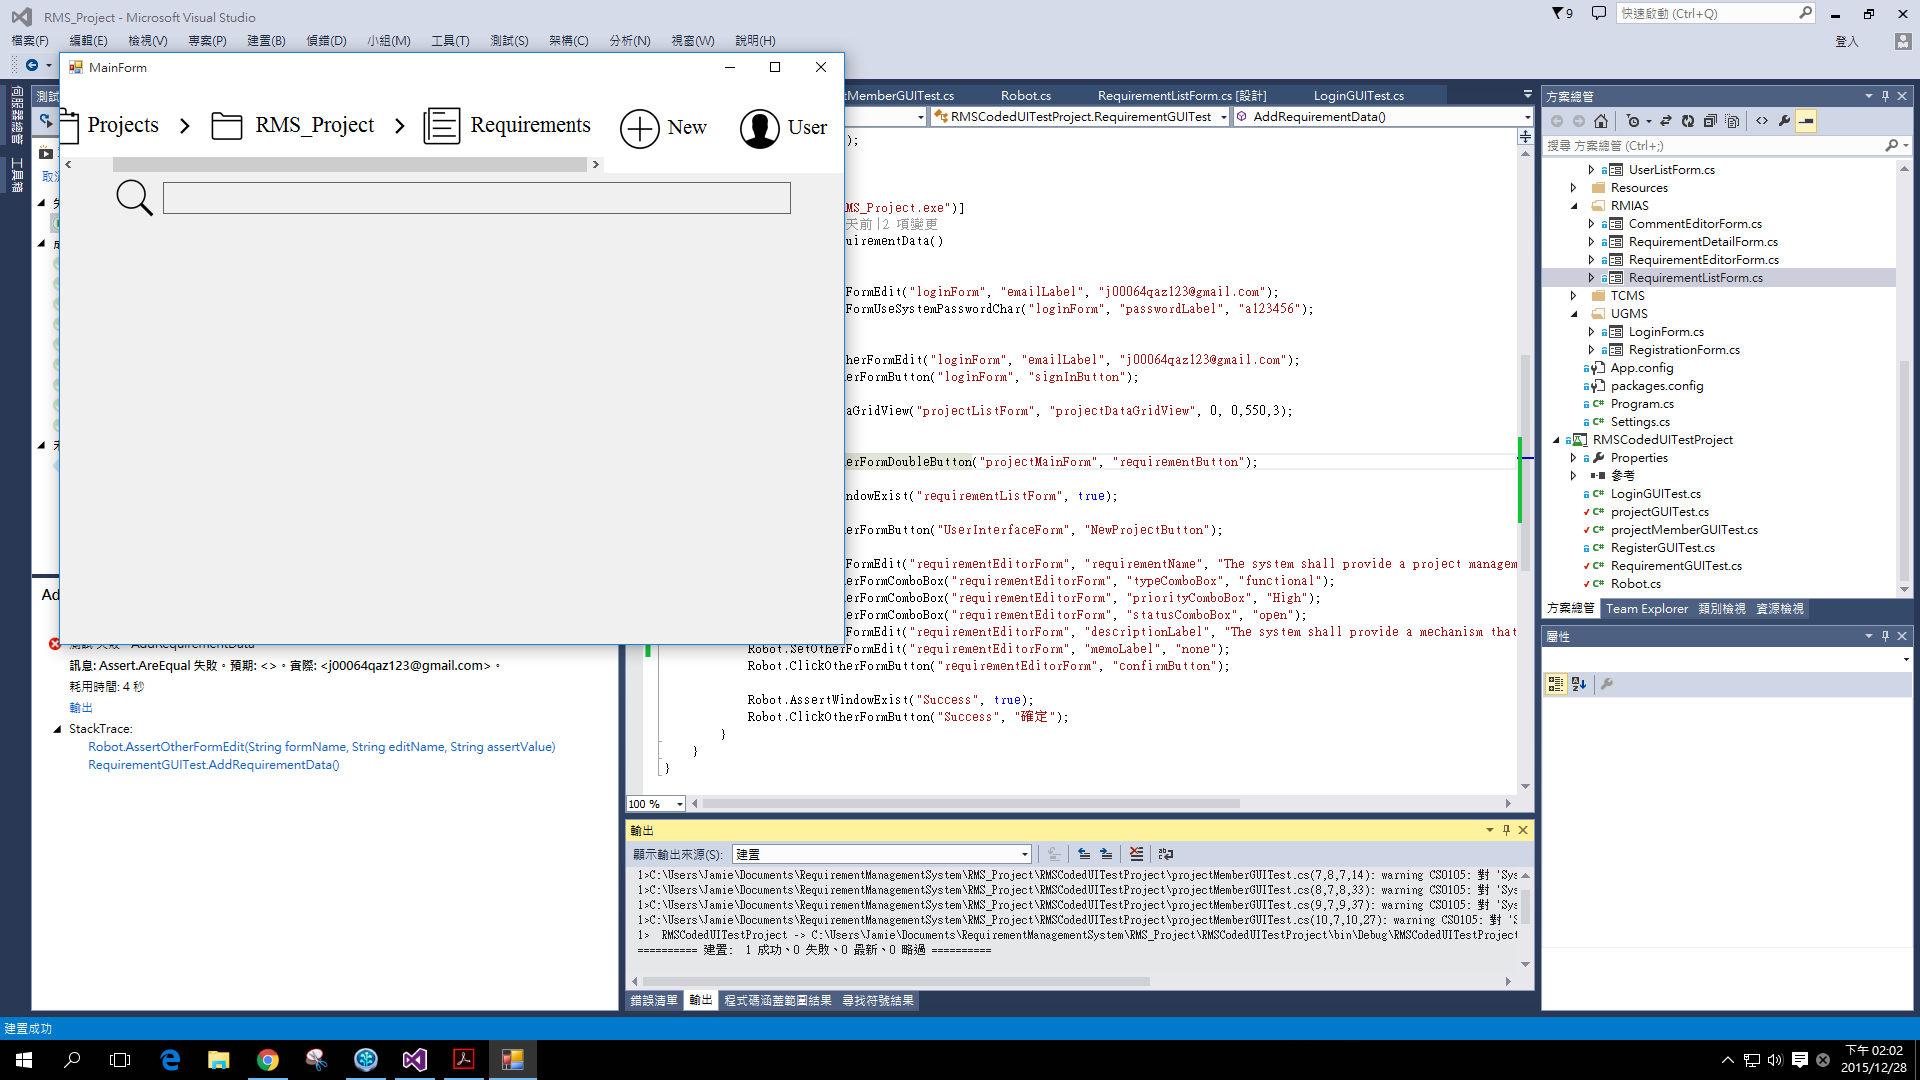 RMS_Project - Microsoft Visual Studio
9
快速啟動 (Ctrl+Q)
檔案(F) 編輯(E) 檢視(V) 專案(P) 建置(B) 偵錯(D) 小組(M) 工具(T) 測試(S) 架構(C) 分析(N) 視窗(W) 說明(H)
登入
伺服器總管
工具箱
MainForm
Projects
RMS_Project
Requirements
New
User
RequirementListForm.cs [設計]
Robot.cs
LoginGUITest.cs
RMSCodedUITestProject.RequirementGUITest
AddRequirementData()
);
MS_Project.exe")]
天前|2 項變更
uirementData()
FormEdit("loginForm", "emailLabel", "j00064qaz123@gmail.com");
FormUseSystemPasswordChar("loginForm", "passwordLabel", "a123456");
herFormEdit("loginForm", "emailLabel", "j00064qaz123@gmail.com");
erFormButton("loginForm", "signInButton");
aGridView("projectListForm", "projectDataGridView", 0, 0,550,3);
erFormDoubleButton("projectMainForm", "requirementButton");
ndowExist("requirementListForm", true);
erFormButton("UserInterfaceForm", "NewProjectButton");
FormEdit("requirementEditorForm", "requirementName", "The system shall provide a project managem
erFormComboBox("requirementEditorForm", "typeComboBox", "functional");
erFormComboBox("requirementEditorForm", "priorityComboBox", "High");
erFormComboBox("requirementEditorForm", "statusComboBox", "open");
FormEdit("requirementEditorForm", "descriptionLabel", "The system shall provide a mechanism that
Robot.SetOtherFormEdit("requirementEditorForm", "memoLabel", "none");
Robot.ClickOtherFormButton("requirementEditorForm", "confirmButton");
Robot.AssertWindowExist("Success", true);
Robot.ClickOtherFormButton("Success", "確定");
}
}
}
100 %
訊息: Assert.AreEqual 失敗。預期: <>。實際: <j00064qaz123@gmail.com>。
耗用時間: 4 秒
輸出
StackTrace:
Robot.AssertOtherFormEdit(String formName, String editName, String assertValue)
RequirementGUITest.AddRequirementData()
輸出
顯示輸出來源(S): 建置
1>C:\Users\Jamie\Documents\RequirementManagementSystem\RMS_Project\RMSCodedUITestProject\projectMemberGUITest.cs(7,8,7,14): warning CS0105: 對 'Sys
1>C:\Users\Jamie\Documents\RequirementManagementSystem\RMS_Project\RMSCodedUITestProject\projectMemberGUITest.cs(8,7,8,33): warning CS0105: 對 'Sys
1>C:\Users\Jamie\Documents\RequirementManagementSystem\RMS_Project\RMSCodedUITestProject\projectMemberGUITest.cs(9,7,9,37): warning CS0105: 對 'Sys
1>C:\Users\Jamie\Documents\RequirementManagementSystem\RMS_Project\RMSCodedUITestProject\projectMemberGUITest.cs(10,7,10,27): warning CS0105: 對 'S
1> RMSCodedUITestProject -> C:\Users\Jamie\Documents\RequirementManagementSystem\RMS_Project\RMSCodedUITestProject\bin\Debug\RMSCodedUITestProject
========== 建置: 1 成功、0 失敗、0 最新、0 略過 ==========
錯誤清單 輸出 程式碼涵蓋範圍結果 尋找符號結果
方案總管
搜尋 方案總管 (Ctrl+;)
UserListForm.cs
Resources
RMIAS
CommentEditorForm.cs
RequirementDetailForm.cs
RequirementEditorForm.cs
RequirementListForm.cs
TCMS
UGMS
LoginForm.cs
RegistrationForm.cs
App.config
packages.config
Program.cs
Settings.cs
RMSCodedUITestProject
Properties
參考
LoginGUITest.cs
projectGUITest.cs
projectMemberGUITest.cs
RegisterGUITest.cs
RequirementGUITest.cs
Robot.cs
方案總管 Team Explorer 類別檢視 資源檢視
屬性
建置成功
下午 02:02
2015/12/28